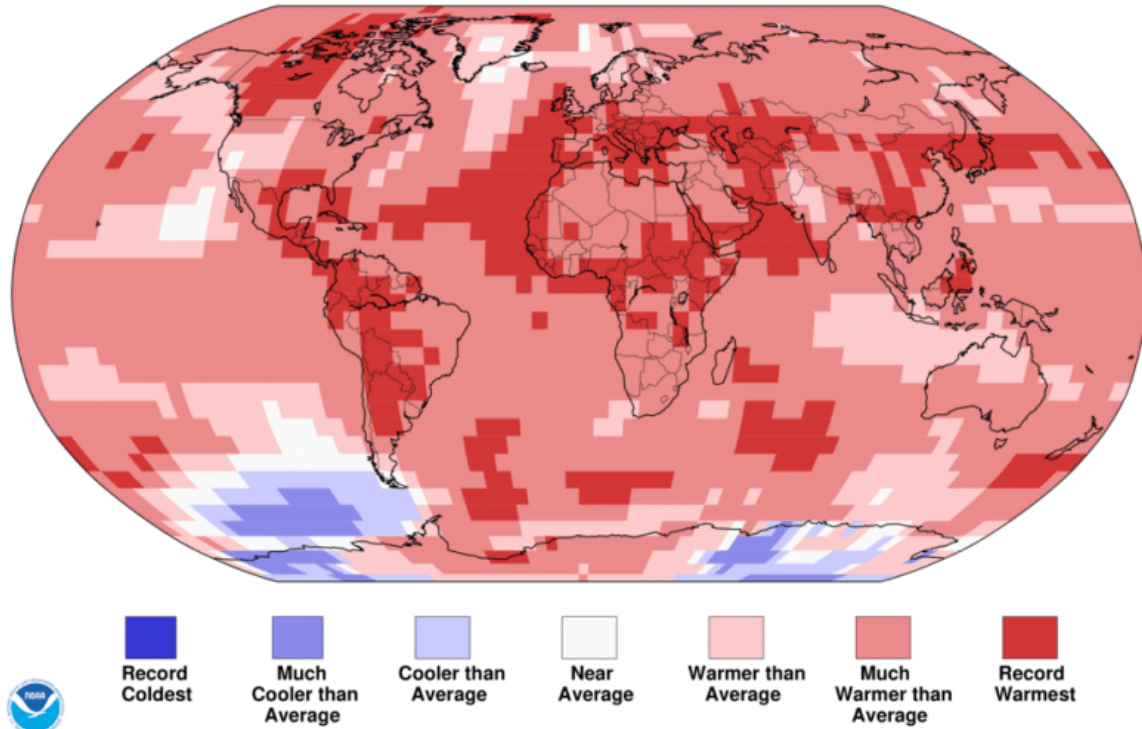 Record
Coldest
Much
Cooler than
Average
Cooler than
Average
Near
Average
Warmer than
Average
Much
Warmer than
Average
Record
Warmest
NOAA